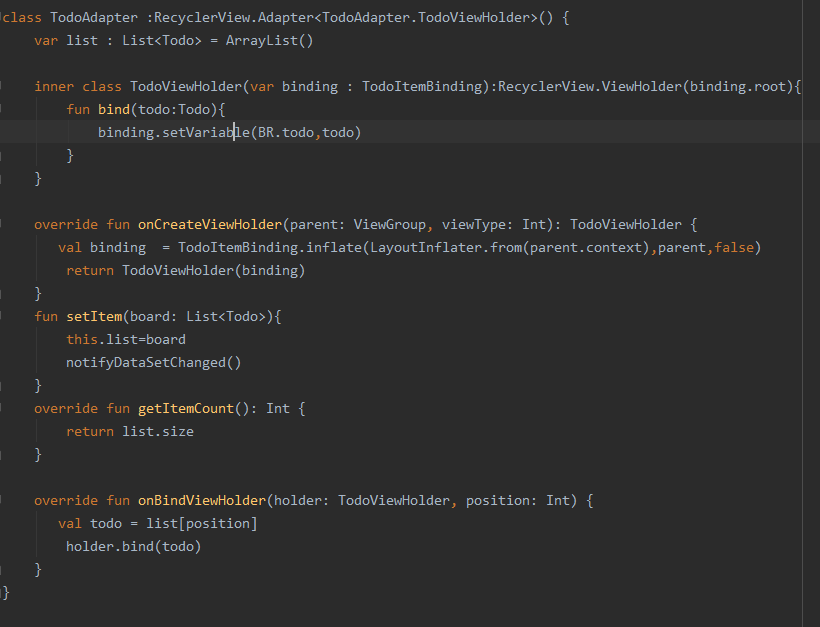 class TodoAdapter :RecyclerView.Adapter<TodoAdapter.TodoViewHolder>() {
    var list : List<Todo> = ArrayList()

    inner class TodoViewHolder(var binding : TodoItemBinding):RecyclerView.ViewHolder(binding.root){
        fun bind(todo:Todo){
            binding.setVariable(BR.todo,todo)
        }
    }

    override fun onCreateViewHolder(parent: ViewGroup, viewType: Int): TodoViewHolder {
       val binding  = TodoItemBinding.inflate(LayoutInflater.from(parent.context),parent,false)
        return TodoViewHolder(binding)
    }
    fun setItem(board: List<Todo>){
        this.list=board
        notifyDataSetChanged()
    }
    override fun getItemCount(): Int {
        return list.size
    }

    override fun onBindViewHolder(holder: TodoViewHolder, position: Int) {
       val todo = list[position]
        holder.bind(todo)
    }
}